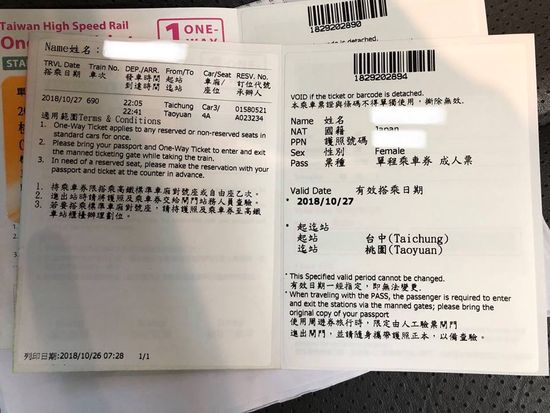 Taiwan High Speed Rail
1 ONE-
WAY
1829202894
Name姓名:
TRVL Date Train No. DEP./ARR. From/To Car/Seat RESV. No.
搭乘日期 車次 發車時間 起站 車廂/ 訂位代號
到達時間 迄站 座位 承辦人
2018/10/27 690 22:05 Taichung Car3/ 01580521
22:41 Taoyuan 4A A023234
適用範圍Terms & Conditions
1. One-Way Ticket applies to any reserved or non-reserved seats in
standard cars for once.
2. Please bring your passport and One-Way Ticket to enter and exit
the manned ticketing gate while taking the train.
3. In need of a reserved seat, please make the reservation with your
passport and ticket at the counter in advance.
1. 持乘車券限搭乘高鐵標準車廂對號座或自由座乙次。
2. 進出站時請將護照及乘車券交給閘門站務人員查驗。
3. 若要搭乘標準車廂對號座,請持護照及乘車券至高鐵
車站櫃檯辦理劃位。
列印日期:2018/10/26 07:28 1/1
1829202894
VOID if the ticket or barcode is detached.
本乘車票證與條碼不得單獨使用,撕除無效。
Name 姓名
NAT 國籍 Japan
PPN 護照號碼
Sex 性別 Female
Pass 票種 單程乘車券 成人票
Valid Date 有效搭乘日期
*2018/10/27
*起迄站
起站 台中(Taichung)
迄站 桃園(Taoyuan)
*This Specified valid period cannot be changed.
有效日期一經指定,即無法變更.
*When traveling with the PASS, the passenger is required to enter
and exit the stations via the manned gates; please bring the
original copy of your passport
使用周遊券旅行時,限定由人工驗票閘門
進出,並請隨身攜帶護照正本,以備查驗。